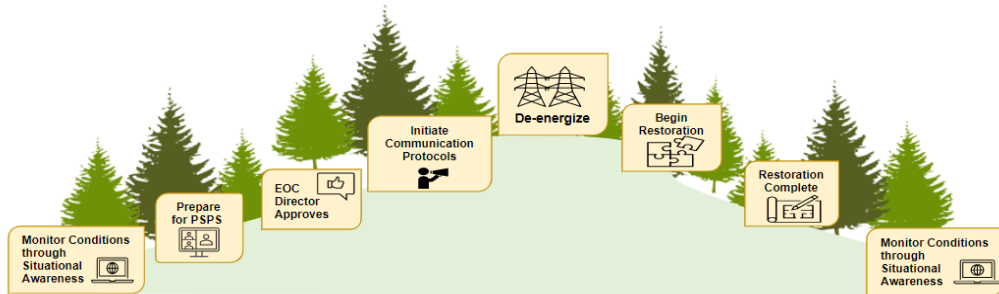 Monitor Conditions
through
Situational
Awareness
Prepare
for PSPS
EOC
Director
Approves
Initiate
Communication
Protocols
De-energize
Begin
Restoration
Restoration
Complete
Monitor Conditions
through
Situational
Awareness